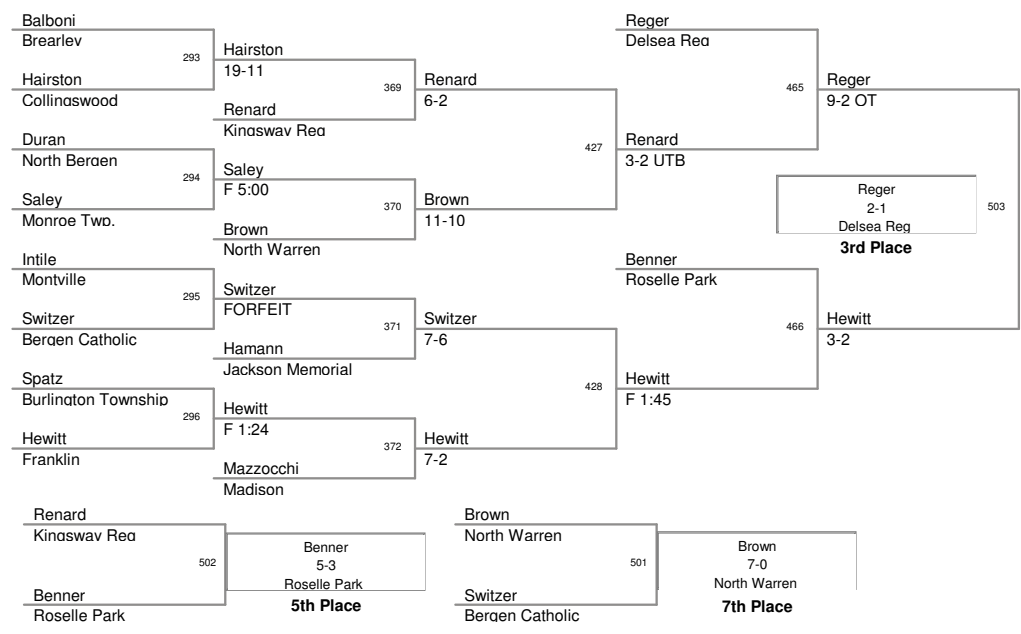 Balboni
Brearley
293
Hairston
Collingswood
Hairston
19-11
369
Renard
Kingsway Reg
Renard
6-2
Duran
North Bergen
294
Saley
Monroe Twp.
Saley
F 5:00
370
Brown
North Warren
Brown
11-10
427
Renard
3-2 UTB
Reger
Delsea Reg
465
Reger
9-2 OT
Intile
Montville
295
Switzer
Bergen Catholic
Switzer
FORFEIT
371
Hamann
Jackson Memorial
Switzer
7-6
Spatz
Burlington Township
296
Hewitt
Franklin
Hewitt
F 1:24
372
Mazzocchi
Madison
Hewitt
7-2
428
Hewitt
F 1:45
Benner
Roselle Park
466
Hewitt
3-2
Reger
2-1
Delsea Reg
503
3rd Place
Renard
Kingsway Reg
502
Benner
Roselle Park
Benner
5-3
Roselle Park
5th Place
Brown
North Warren
501
Switzer
Bergen Catholic
Brown
7-0
North Warren
7th Place